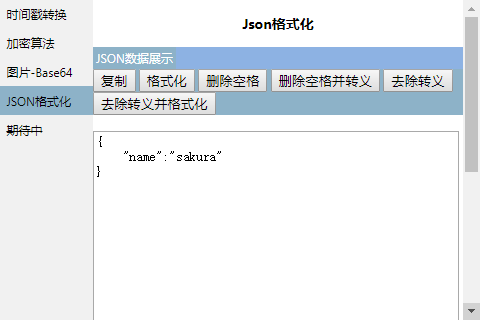 时间戳转换
加密算法
图片-Base64
JSON格式化
期待中
Json格式化
JSON数据展示
复制 格式化 删除空格 删除空格并转义 去除转义
去除转义并格式化
{
"name":"sakura"
}